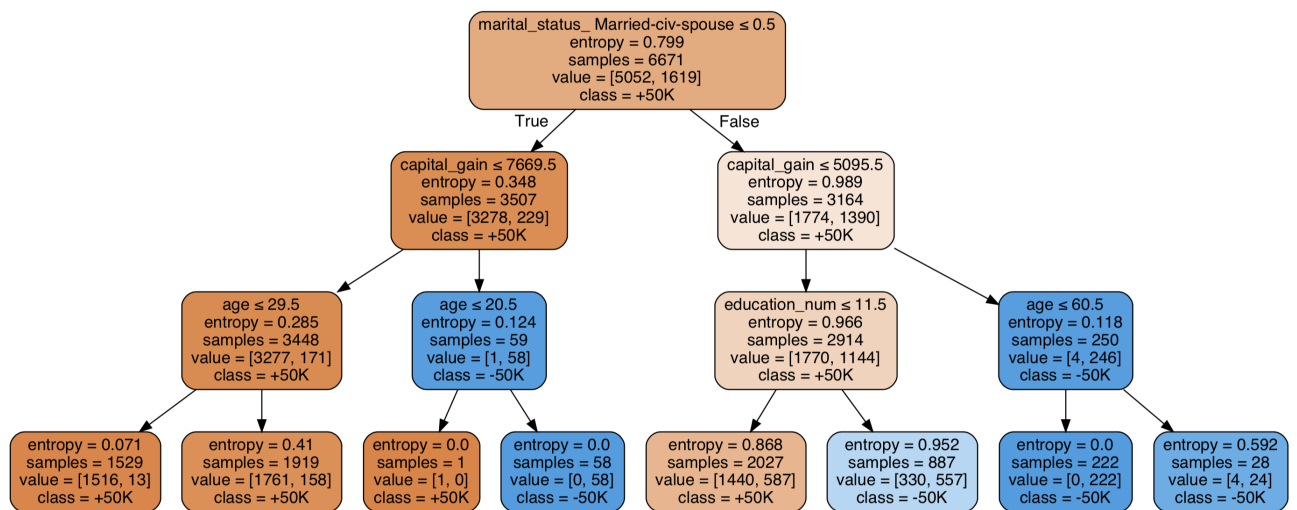 marital_status_ Married-civ-spouse ≤ 0.5
entropy = 0.799
samples = 6671
value = [5052, 1619]
class = +50K
True
False
capital_gain ≤ 7669.5
entropy = 0.348
samples = 3507
value = [3278, 229]
class = +50K
capital_gain ≤ 5095.5
entropy = 0.989
samples = 3164
value = [1774, 1390]
class = +50K
age ≤ 29.5
entropy = 0.285
samples = 3448
value = [3277, 171]
class = +50K
age ≤ 20.5
entropy = 0.124
samples = 59
value = [1, 58]
class = -50K
education_num ≤ 11.5
entropy = 0.966
samples = 2914
value = [1770, 1144]
class = +50K
age ≤ 60.5
entropy = 0.118
samples = 250
value = [4, 246]
class = -50K
entropy = 0.071
samples = 1529
value = [1516, 13]
class = +50K
entropy = 0.41
samples = 1919
value = [1761, 158]
class = +50K
entropy = 0.0
samples = 1
value = [1, 0]
class = +50K
entropy = 0.0
samples = 58
value = [0, 58]
class = -50K
entropy = 0.868
samples = 2027
value = [1440, 587]
class = +50K
entropy = 0.952
samples = 887
value = [330, 557]
class = -50K
entropy = 0.0
samples = 222
value = [0, 222]
class = -50K
entropy = 0.592
samples = 28
value = [4, 24]
class = -50K